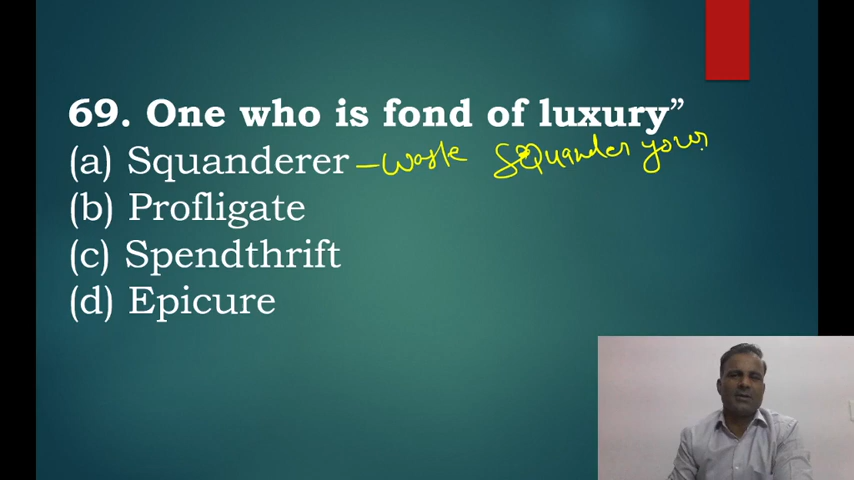 69. One who is fond of luxury”
(a) Squanderer – waste Squander your
(b) Profligate
(c) Spendthrift
(d) Epicure